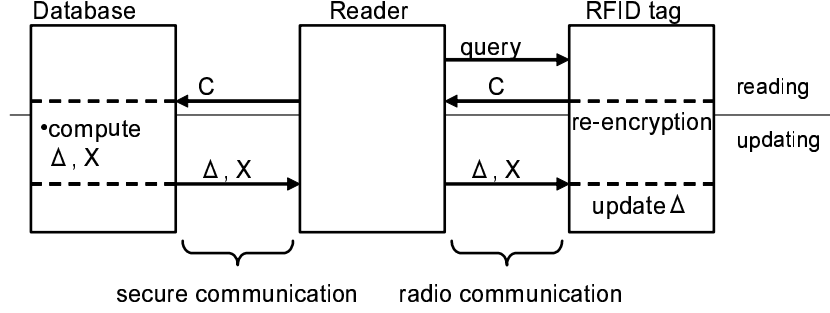 Database
Reader
RFID tag
query
C
C
reading
•compute
Δ , X
re-encryption
updating
Δ , X
Δ , X
update Δ
secure communication
radio communication